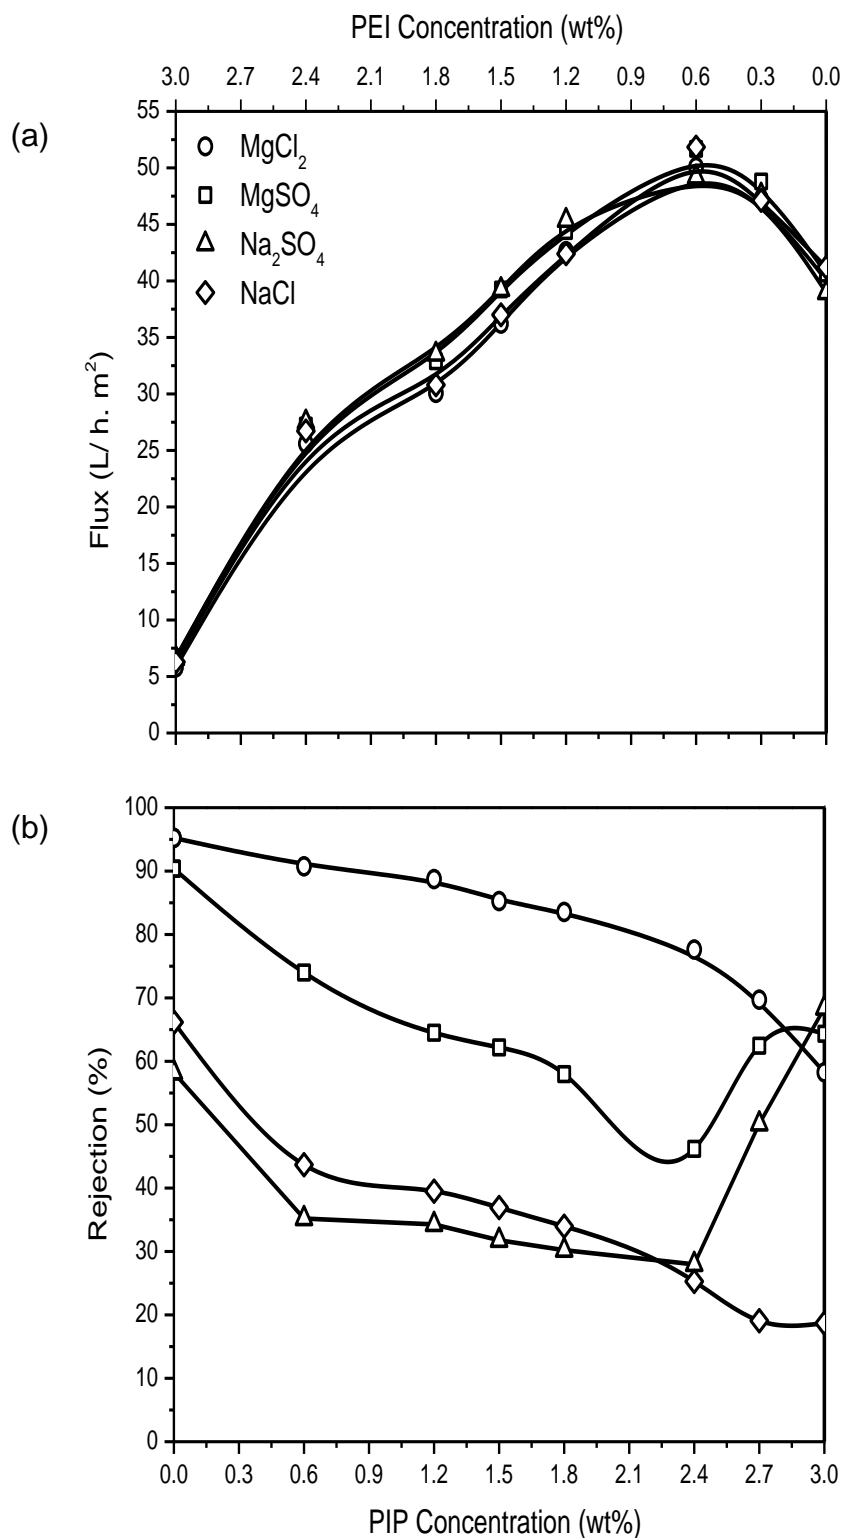 PEI Concentration (wt%)
3.0 2.7 2.4 2.1 1.8 1.5 1.2 0.9 0.6 0.3 0.0
(a)
MgCl₂
MgSO₄
Na₂SO₄
NaCl
55
50
45
40
35
30
25
20
15
10
5
0
Flux (L/ h. m²)
(b)
100
90
80
70
60
50
40
30
20
10
0
Rejection (%)
0.0 0.3 0.6 0.9 1.2 1.5 1.8 2.1 2.4 2.7 3.0
PIP Concentration (wt%)